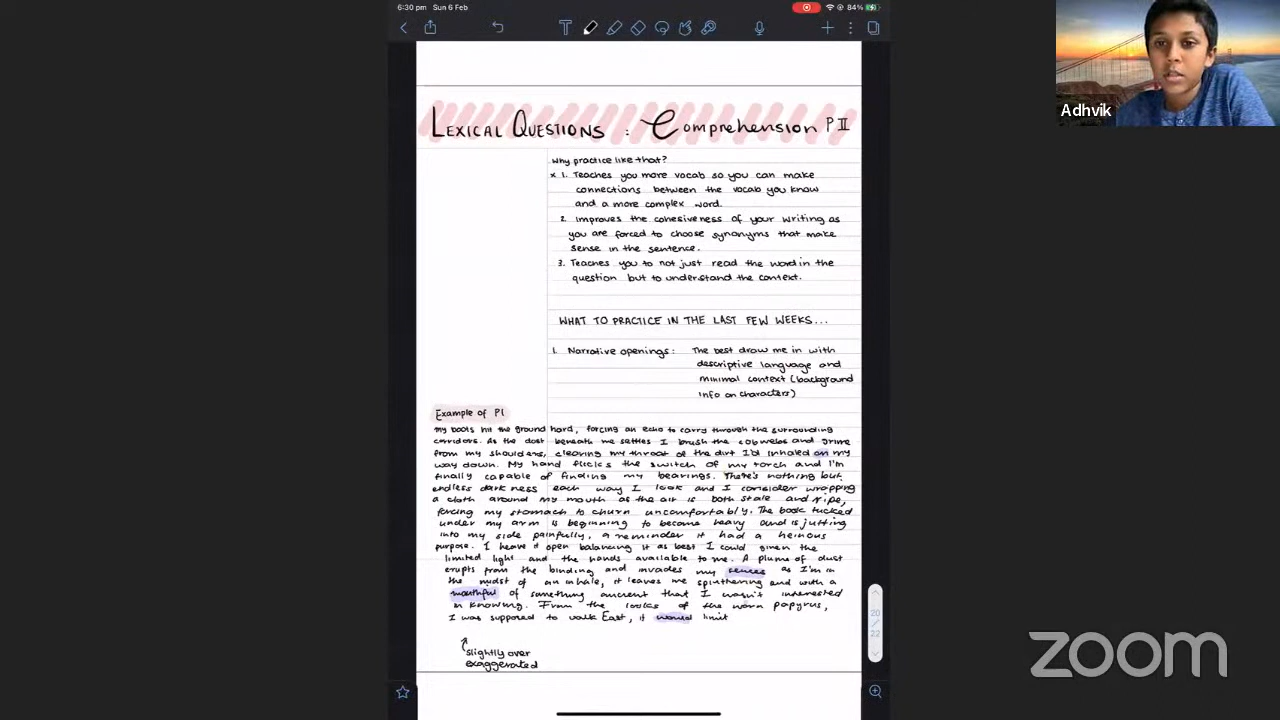 6:30 pm Sun 6 Feb
84%
Adhvik
LEXICAL QUESTIONS : Comprehension P II
Why practice like that?
* 1. Teaches you more vocab so you can make
connections between the vocab you know
and a more complex word.
2. Improves the cohesiveness of your writing as
you are forced to choose synonyms that make
sense in the sentence.
3. Teaches you to not just read the word in the
question but to understand the context.
WHAT TO PRACTICE IN THE LAST FEW WEEKS...
1. Narrative openings: The best draw me in with
descriptive language and
minimal context (background
info on characters)
Example of P1
My boots hit the ground hard, forcing an echo to carry through the surrounding
corridors. As the dust beneath me settles I brush the cobwebs and grime
from my shoulders, clearing my throat of the dirt I'd inhaled on my
way down. My hand flicks the switch of my torch and I'm
finally capable of finding my bearings. There's nothing but
endless darkness each way I look and I consider wrapping
a cloth around my mouth as the air is both stale and ripe,
forcing my stomach to churn uncomfortably. The book tucked
under my arm is beginning to become heavy and is jutting
into my side painfully, a reminder it had a heinous
purpose. I heave it open balancing it as best I could given the
limited light and the hands available to me. A plume of dust
erupts from the binding and invades my sences as I'm in
the midst of an inhale, it leaves me spluthering and with a
mouthful of something ancient that I wasn't interested
in knowing. From the looks of the worn papyrus,
I was supposed to walk East, it would limit
slightly over
exaggerated
20
/
22
zoom